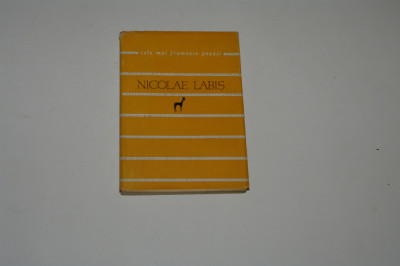 cele mai frumoase poezii
NICOLAE LABIȘ